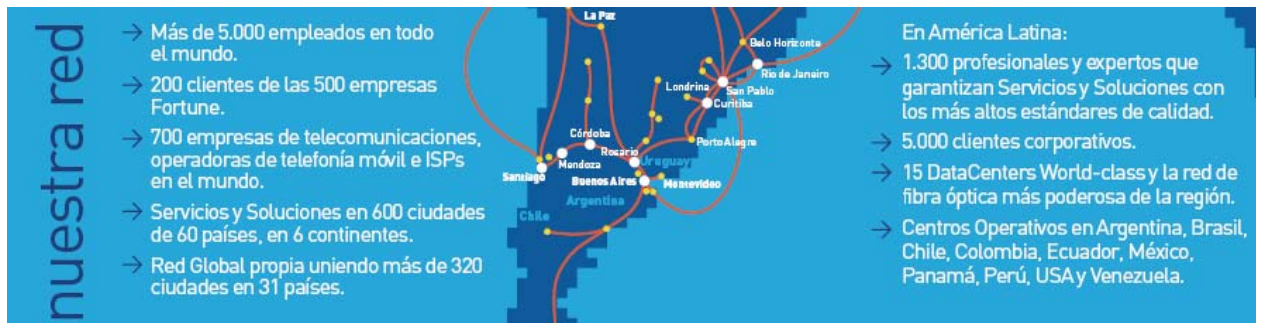 nuestra red
→ Más de 5.000 empleados en todo
el mundo.
→ 200 clientes de las 500 empresas
Fortune.
→ 700 empresas de telecomunicaciones,
operadoras de telefonía móvil e ISPs
en el mundo.
→ Servicios y Soluciones en 600 ciudades
de 60 países, en 6 continentes.
→ Red Global propia uniendo más de 320
ciudades en 31 países.
La Paz
Belo Horizonte
Rio de Janeiro
Londrina
San Pablo
Curitiba
Córdoba
Rosario
Porto Alegre
Mendoza
Uruguay
Santiago
Buenos Aires
Montevideo
Argentina
Chile
En América Latina:
→ 1.300 profesionales y expertos que
garantizan Servicios y Soluciones con
los más altos estándares de calidad.
→ 5.000 clientes corporativos.
→ 15 DataCenters World-class y la red de
fibra óptica más poderosa de la región.
→ Centros Operativos en Argentina, Brasil,
Chile, Colombia, Ecuador, México,
Panamá, Perú, USA y Venezuela.